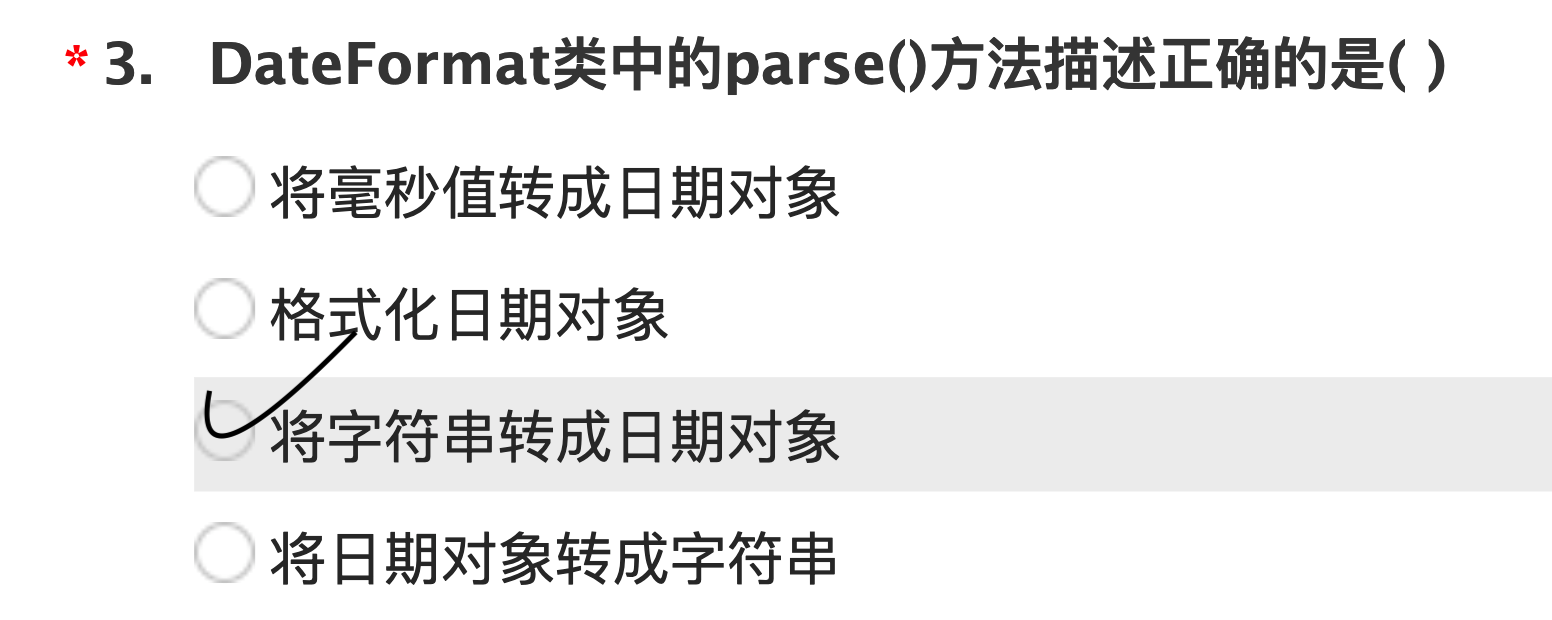 * 3. DateFormat类中的parse()方法描述正确的是( )
将毫秒值转成日期对象
格式化日期对象
将字符串转成日期对象
将日期对象转成字符串